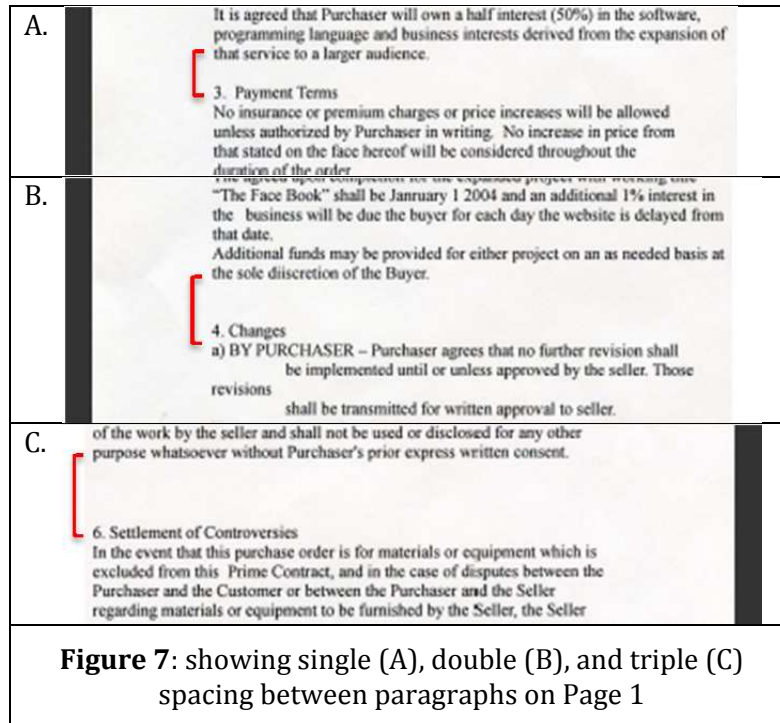 A.
It is agreed that Purchaser will own a half interest (50%) in the software,
programming language and business interests derived from the expansion of
that service to a larger audience.
3. Payment Terms
No insurance or premium charges or price increases will be allowed
unless authorized by Purchaser in writing. No increase in price from
that stated on the face hereof will be considered throughout the
duration of the order
B.
The agreed upon completion for the expanded project with working title
"The Face Book" shall be Janruary 1 2004 and an additional 1% interest in
the business will be due the buyer for each day the website is delayed from
that date.
Additional funds may be provided for either project on an as needed basis at
the sole diiscretion of the Buyer.
4. Changes
a) BY PURCHASER – Purchaser agrees that no further revision shall
be implemented until or unless approved by the seller. Those
revisions
shall be transmitted for written approval to seller.
C.
of the work by the seller and shall not be used or disclosed for any other
purpose whatsoever without Purchaser's prior express written consent.
6. Settlement of Controversies
In the event that this purchase order is for materials or equipment which is
excluded from this Prime Contract, and in the case of disputes between the
Purchaser and the Customer or between the Purchaser and the Seller
regarding materials or equipment to be furnished by the Seller, the Seller
Figure 7: showing single (A), double (B), and triple (C)
spacing between paragraphs on Page 1